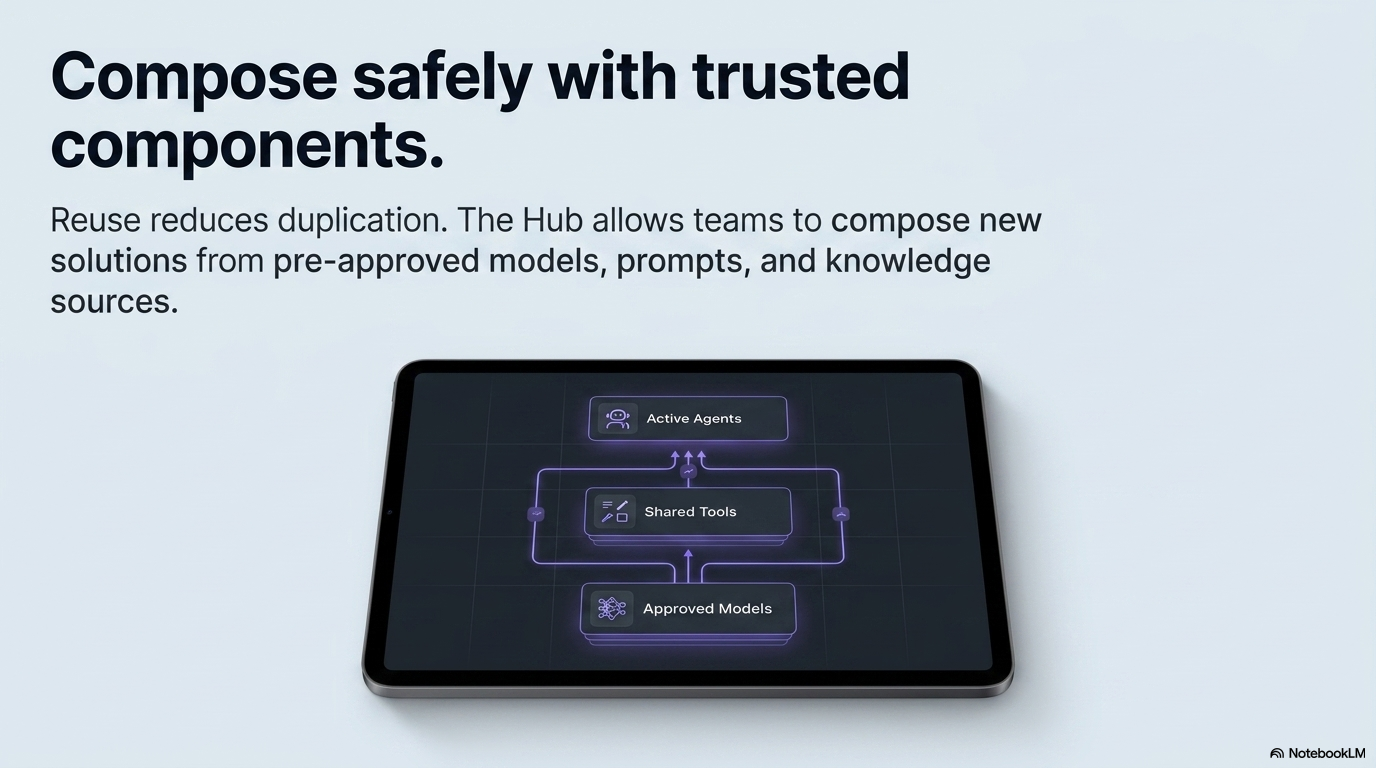 Compose safely with trusted
components.
Reuse reduces duplication. The Hub allows teams to compose new
solutions from pre-approved models, prompts, and knowledge
sources.
Active Agents
Shared Tools
Approved Models
NotebookLM